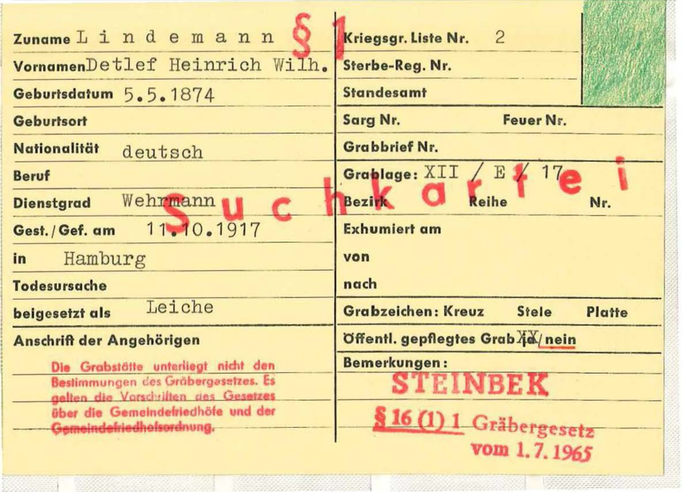 Zuname Lindemann
§ 1
Vornamen Detlef Heinrich Wilh.
Geburtsdatum 5.5.1874
Geburtsort
Nationalität deutsch
Beruf
Dienstgrad Wehrmann
Gest./Gef. am 11.10.1917
in Hamburg
Todesursache
beigesetzt als Leiche
Anschrift der Angehörigen
Die Grabstätte unterliegt nicht den
Bestimmungen des Gräbergesetzes. Es
gelten die Vorschriften des Gesetzes
über die Gemeindefriedhöfe und der
Gemeindefriedhofsordnung.
Suchkartei
Kriegsgr. Liste Nr. 2
Sterbe-Reg. Nr.
Standesamt
Sarg Nr. Feuer Nr.
Grabbrief Nr.
Grablage: XII / E / 17
Bezirk Reihe Nr.
Exhumiert am
von
nach
Grabzeichen: Kreuz Stele Platte
Öffentl. gepflegtes Grab ja/nein
Bemerkungen:
STEINBEK
§ 16 (1) 1 Gräbergesetz
vom 1.7.1965